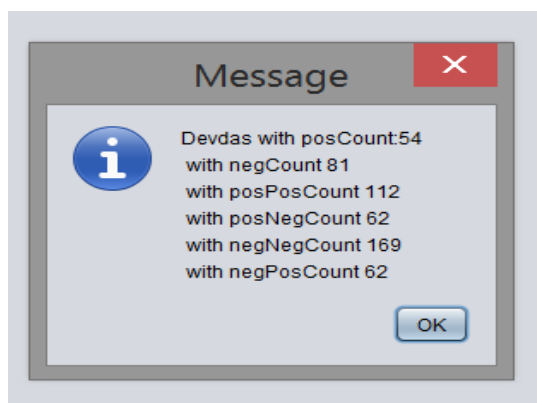 Message
Devdas with posCount:54
with negCount 81
with posPosCount 112
with posNegCount 62
with negNegCount 169
with negPosCount 62
OK